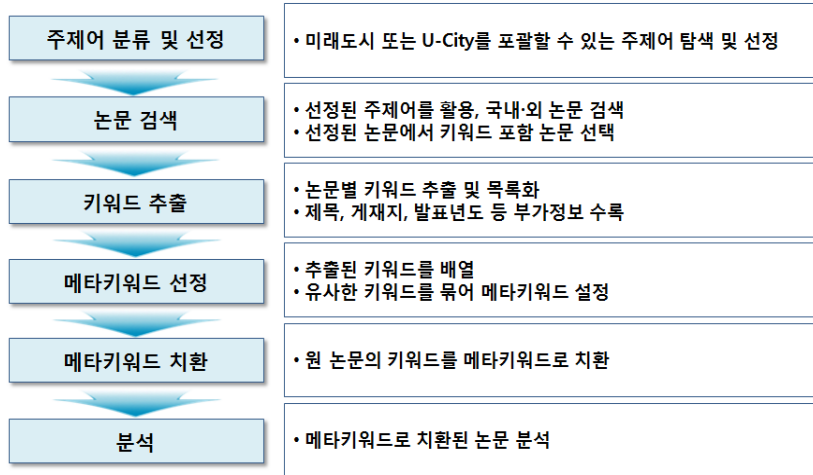 주제어 분류 및 선정
• 미래도시 또는 U-City를 포괄할 수 있는 주제어 탐색 및 선정
논문 검색
• 선정된 주제어를 활용, 국내·외 논문 검색
• 선정된 논문에서 키워드 포함 논문 선택
키워드 추출
• 논문별 키워드 추출 및 목록화
• 제목, 게재지, 발표년도 등 부가정보 수록
메타키워드 선정
• 추출된 키워드를 배열
• 유사한 키워드를 묶어 메타키워드 설정
메타키워드 치환
• 원 논문의 키워드를 메타키워드로 치환
분석
• 메타키워드로 치환된 논문 분석